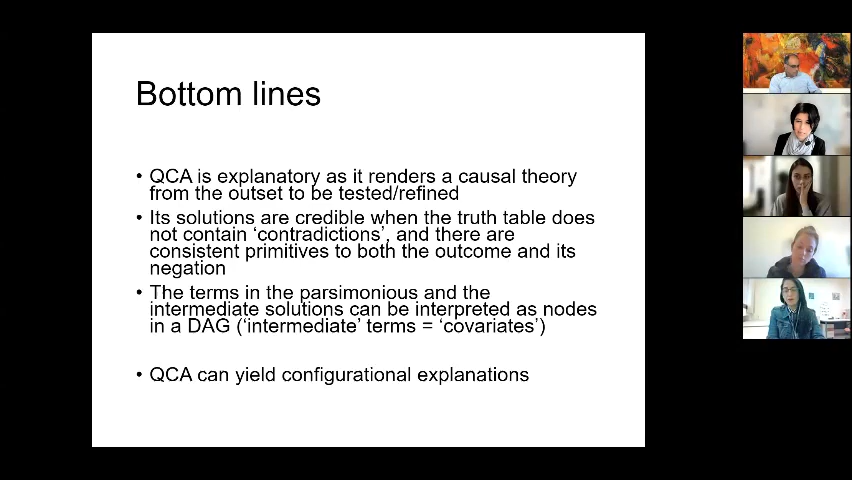 Bottom lines
• QCA is explanatory as it renders a causal theory
from the outset to be tested/refined
• Its solutions are credible when the truth table does
not contain ‘contradictions’, and there are
consistent primitives to both the outcome and its
negation
• The terms in the parsimonious and the
intermediate solutions can be interpreted as nodes
in a DAG (‘intermediate’ terms = ‘covariates’)
• QCA can yield configurational explanations